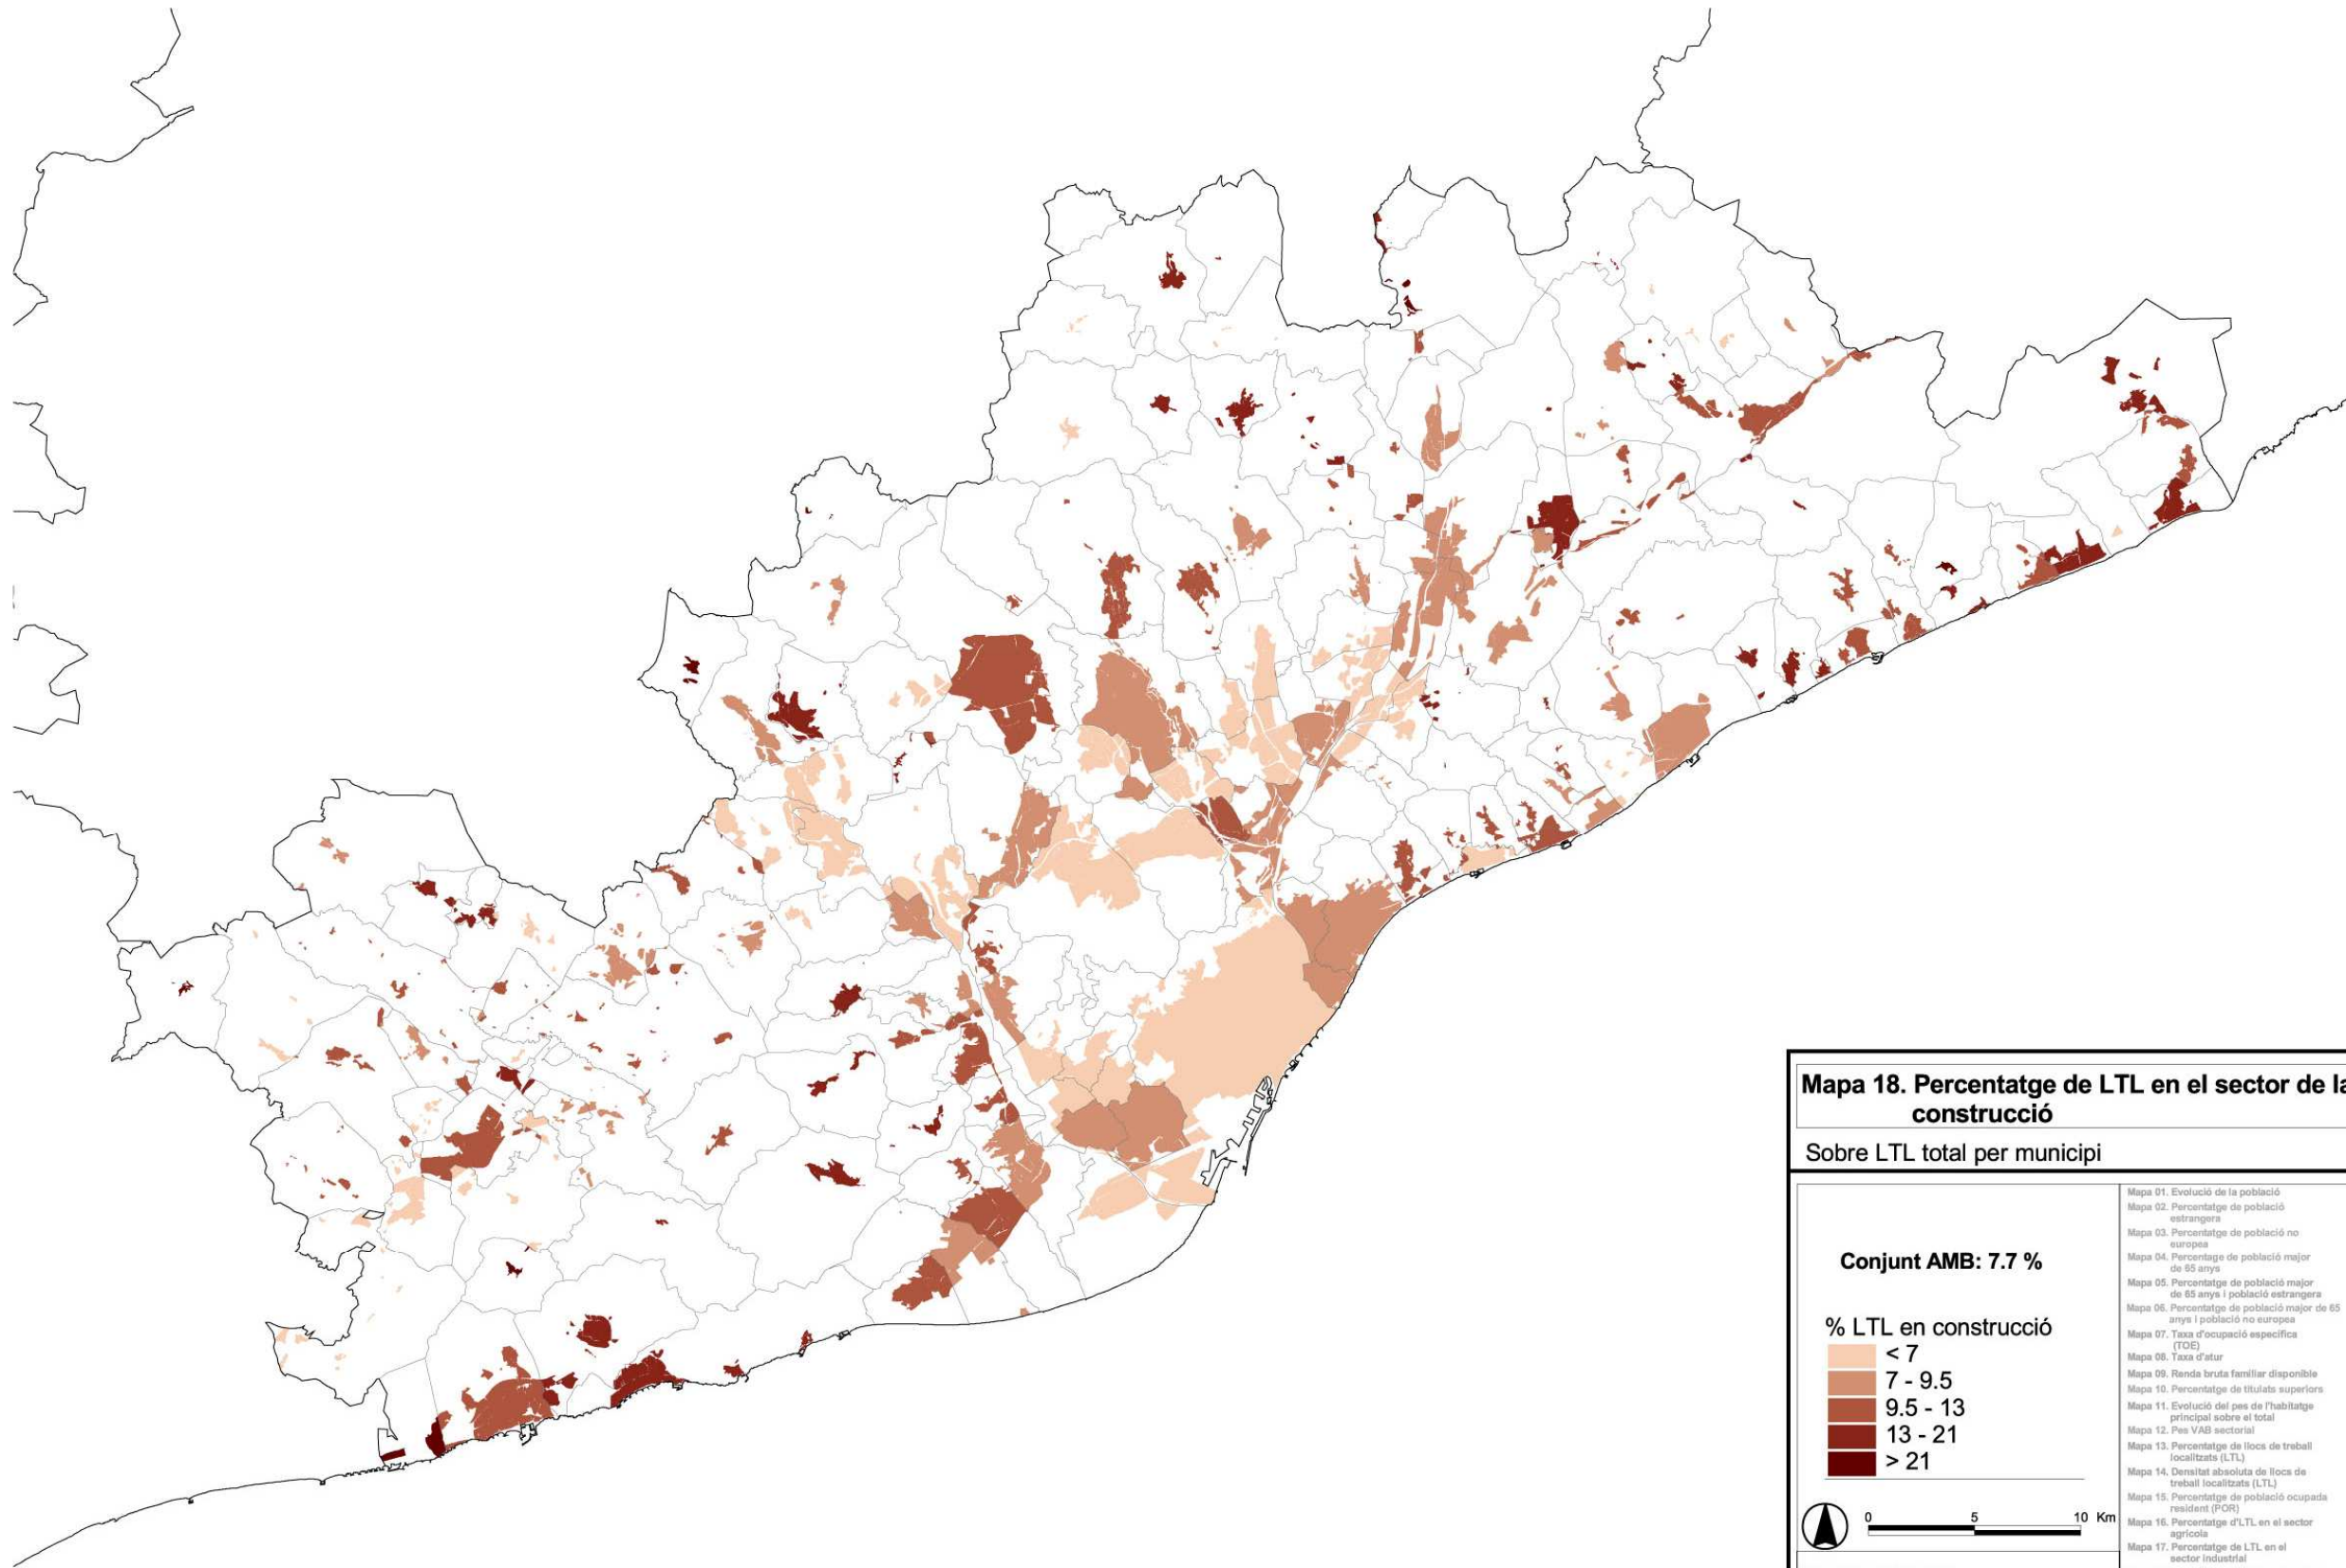 Mapa 18. Percentatge de LTL en el sector de la
construcció
Sobre LTL total per municipi
Conjunt AMB: 7.7 %
% LTL en construcció
< 7
7 - 9.5
9.5 - 13
13 - 21
> 21
0 5 10 Km
Mapa 01. Evolució de la població
Mapa 02. Percentatge de població
estrangera
Mapa 03. Percentatge de població no
europea
Mapa 04. Percentage de població major
de 65 anys
Mapa 05. Percentatge de població major
de 65 anys i població estrangera
Mapa 06. Percentatge de població major de 65
anys i població no europea
Mapa 07. Taxa d'ocupació específica
(TOE)
Mapa 08. Taxa d'atur
Mapa 09. Renda bruta familiar disponible
Mapa 10. Percentatge de titulats superiors
Mapa 11. Evolució del pes de l'habitatge
principal sobre el total
Mapa 12. Pes VAB sectorial
Mapa 13. Percentatge de llocs de treball
localitzats (LTL)
Mapa 14. Densitat absoluta de llocs de
treball localitzats (LTL)
Mapa 15. Percentatge de població ocupada
resident (POR)
Mapa 16. Percentatge d'LTL en el sector
agrícola
Mapa 17. Percentatge de LTL en el
sector industrial